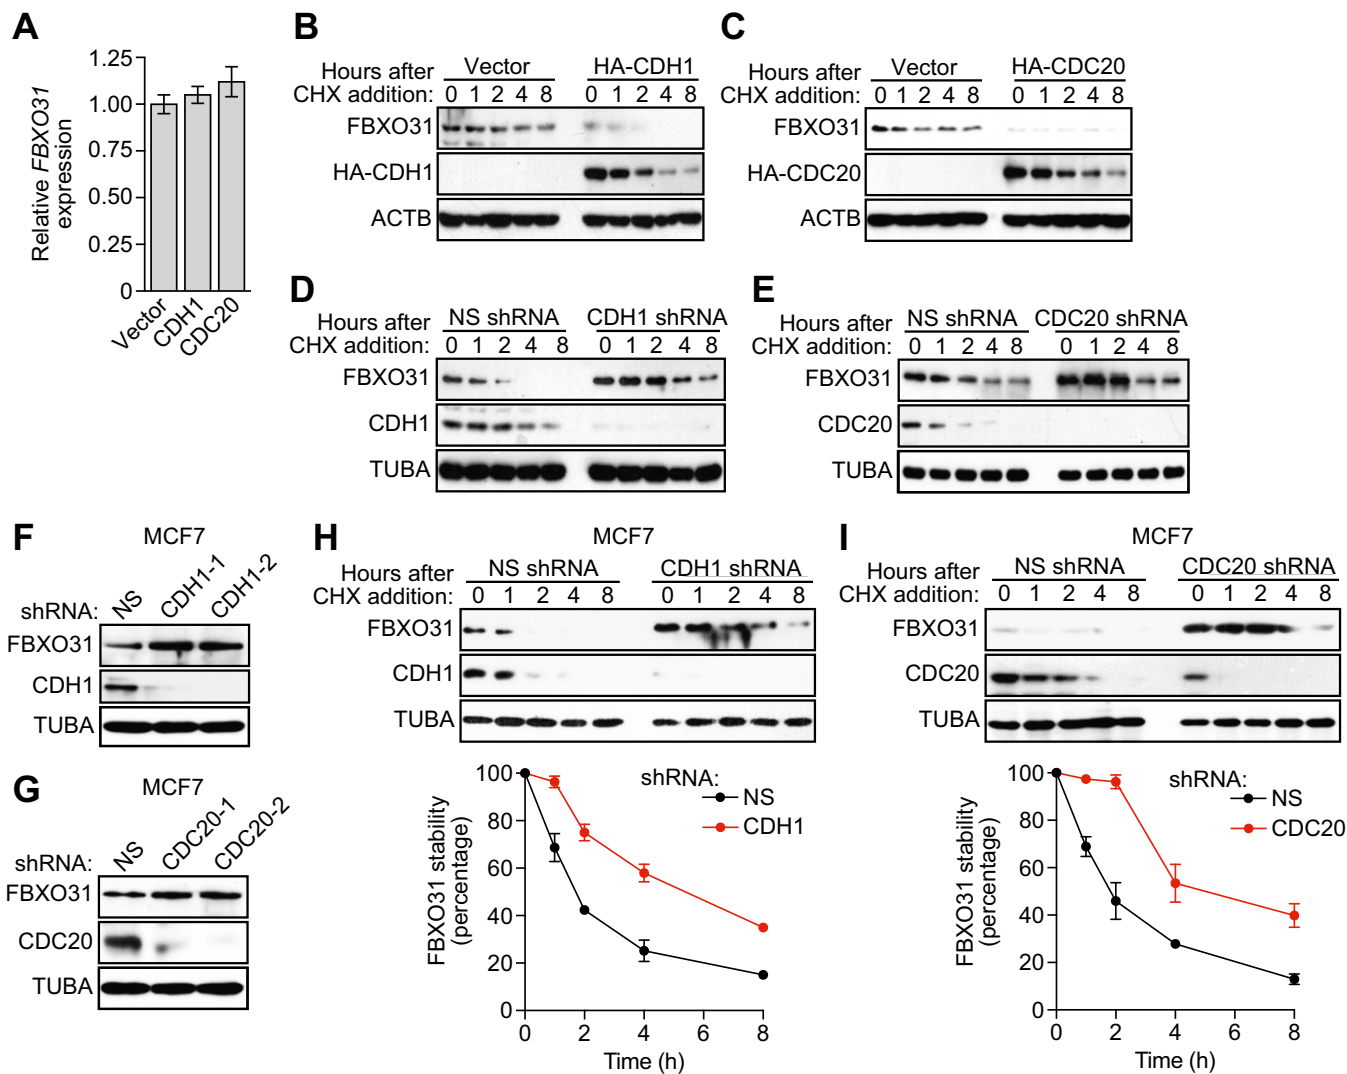 A
1.25
1.00
0.75
0.50
0.25
0
Relative FBXO31
expression
Vector
CDH1
CDC20
B
Hours after
CHX addition:
Vector
HA-CDH1
0 1 2 4 8 0 1 2 4 8
FBXO31
HA-CDH1
ACTB
C
Hours after
CHX addition:
Vector
HA-CDC20
0 1 2 4 8 0 1 2 4 8
FBXO31
HA-CDC20
ACTB
D
Hours after
CHX addition:
NS shRNA
CDH1 shRNA
0 1 2 4 8 0 1 2 4 8
FBXO31
CDH1
TUBA
E
Hours after
CHX addition:
NS shRNA
CDC20 shRNA
0 1 2 4 8 0 1 2 4 8
FBXO31
CDC20
TUBA
F
MCF7
shRNA:
NS
CDH1-1
CDH1-2
FBXO31
CDH1
TUBA
G
MCF7
shRNA:
NS
CDC20-1
CDC20-2
FBXO31
CDC20
TUBA
H
MCF7
Hours after
CHX addition:
NS shRNA
CDH1 shRNA
0 1 2 4 8 0 1 2 4 8
FBXO31
CDH1
TUBA
100
80
60
40
20
0
FBXO31 stability
(percentage)
shRNA:
NS
CDH1
0 2 4 6 8
Time (h)
I
MCF7
Hours after
CHX addition:
NS shRNA
CDC20 shRNA
0 1 2 4 8 0 1 2 4 8
FBXO31
CDC20
TUBA
100
80
60
40
20
0
FBXO31 stability
(percentage)
shRNA:
NS
CDC20
0 2 4 6 8
Time (h)